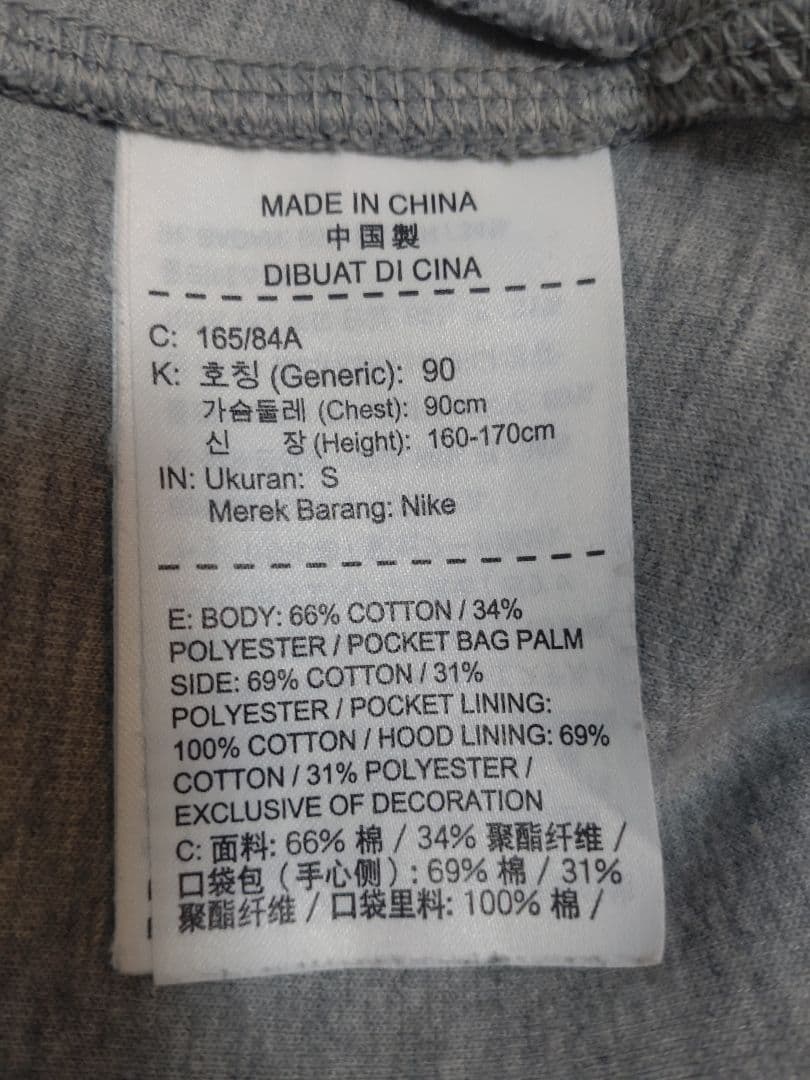 MADE IN CHINA
中国製
DIBUAT DI CINA
C: 165/84A
K: 호칭 (Generic): 90
가슴둘레 (Chest): 90cm
신 장 (Height): 160-170cm
IN: Ukuran: S
Merek Barang: Nike
E: BODY: 66% COTTON / 34%
POLYESTER / POCKET BAG PALM
SIDE: 69% COTTON / 31%
POLYESTER / POCKET LINING:
100% COTTON / HOOD LINING: 69%
COTTON / 31% POLYESTER /
EXCLUSIVE OF DECORATION
C: 面料: 66% 棉 / 34% 聚酯纤维 /
口袋包（手心侧）: 69% 棉 / 31%
聚酯纤维 / 口袋里料: 100% 棉 /